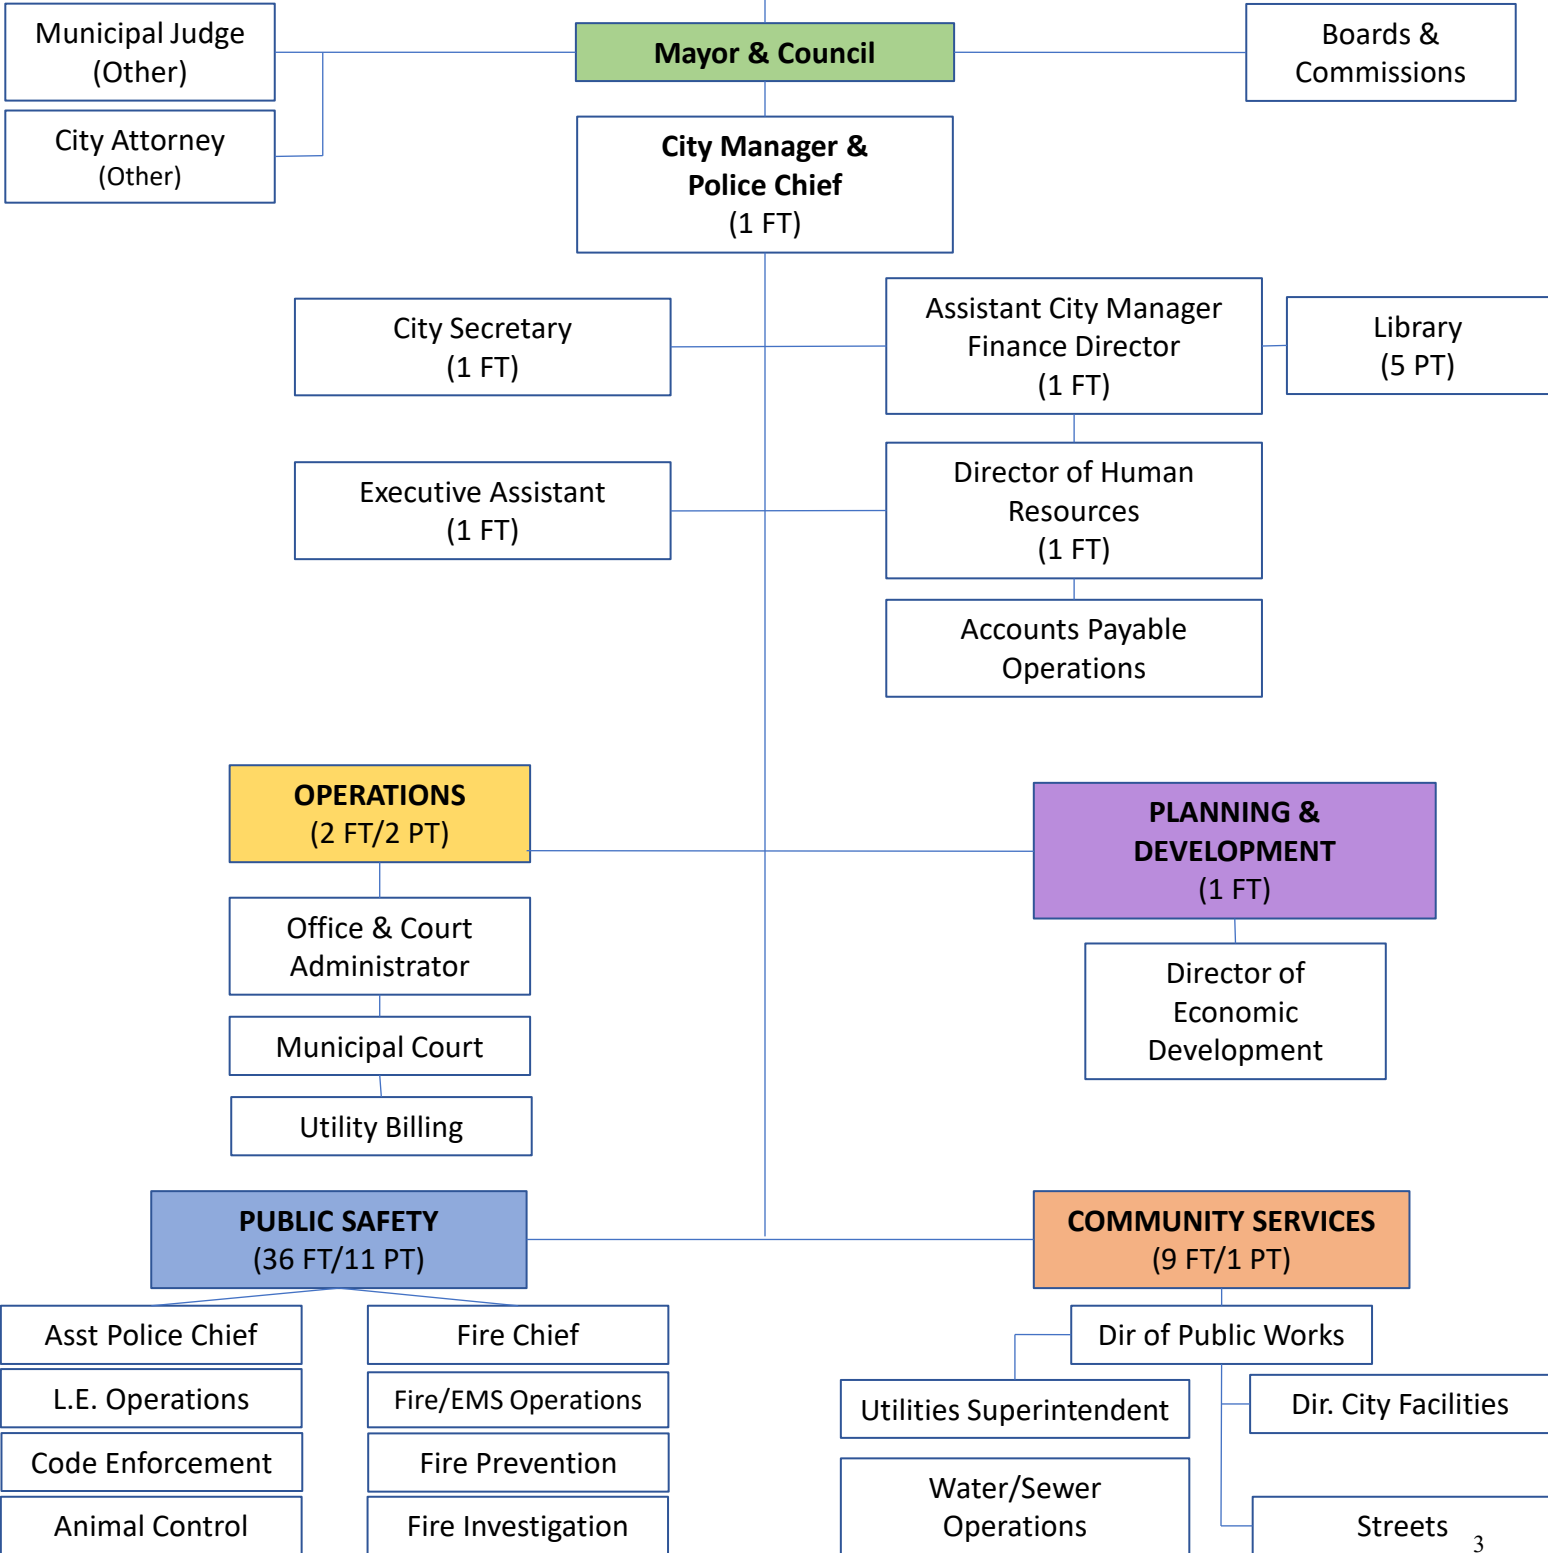 Municipal Judge
(Other)
Mayor & Council
Boards &
Commissions
City Attorney
(Other)
City Manager &
Police Chief
(1 FT)
City Secretary
(1 FT)
Assistant City Manager
Finance Director
(1 FT)
Library
(5 PT)
Executive Assistant
(1 FT)
Director of Human
Resources
(1 FT)
Accounts Payable
Operations
OPERATIONS
(2 FT/2 PT)
PLANNING &
DEVELOPMENT
(1 FT)
Office & Court
Administrator
Director of
Economic
Development
Municipal Court
Utility Billing
PUBLIC SAFETY
(36 FT/11 PT)
COMMUNITY SERVICES
(9 FT/1 PT)
Asst Police Chief
Fire Chief
Dir of Public Works
L.E. Operations
Fire/EMS Operations
Utilities Superintendent
Dir. City Facilities
Code Enforcement
Fire Prevention
Water/Sewer
Operations
Animal Control
Fire Investigation
Streets
3